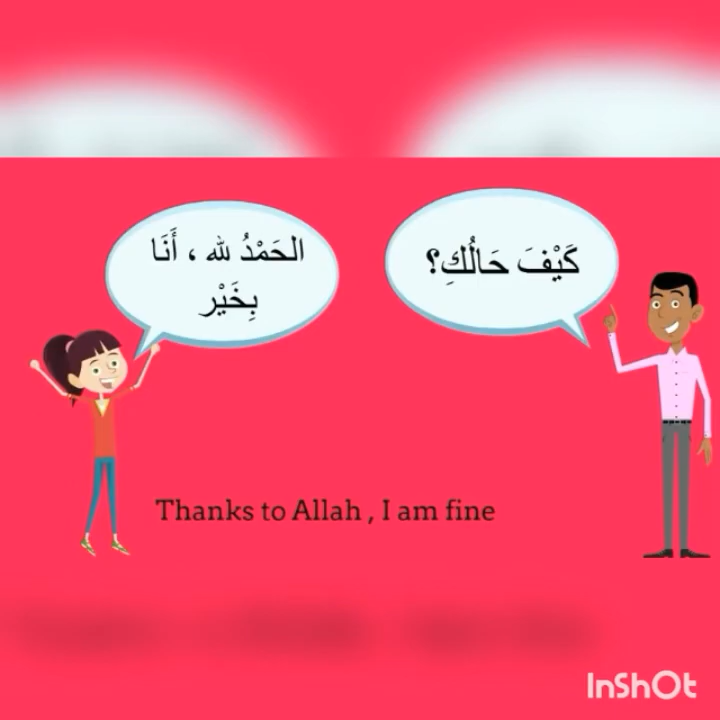 كَيْفَ حَالُكِ؟
الحَمْدُ لله ، أَنَا
بِخَيْر
Thanks to Allah , I am fine
InShOt